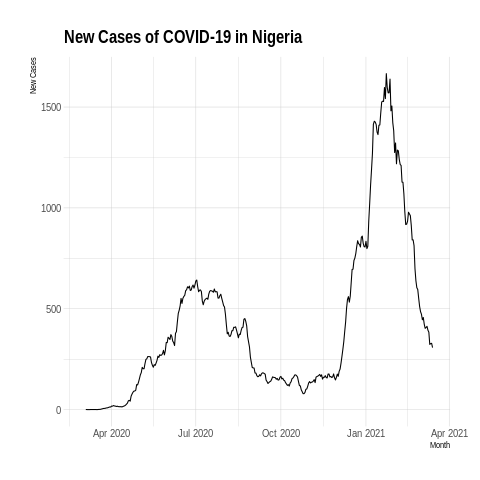 New Cases of COVID-19 in Nigeria
New Cases
1500
1000
500
0
Apr 2020
Jul 2020
Oct 2020
Jan 2021
Apr 2021
Month